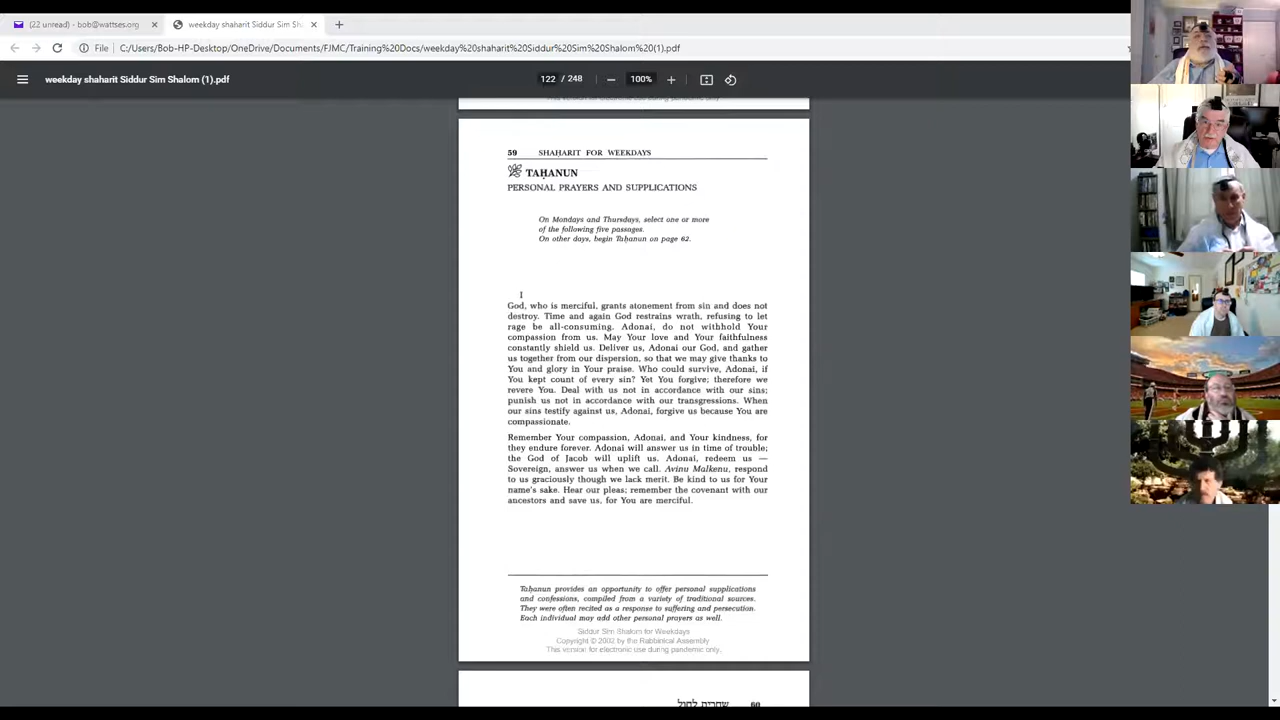 (22 unread) - bob@wattses.org
weekday shaharit Siddur Sim Sha
File
C:/Users/Bob-HP-Desktop/OneDrive/Documents/FJMC/Training%20Docs/weekday%20shaharit%20Siddur%20Sim%20Shalom%20(1).pdf
weekday shaharit Siddur Sim Shalom (1).pdf
122 / 248
100%
59 SHAḤARIT FOR WEEKDAYS
TAḤANUN
PERSONAL PRAYERS AND SUPPLICATIONS
On Mondays and Thursdays, select one or more
of the following five passages.
On other days, begin Taḥanun on page 62.
I
God, who is merciful, grants atonement from sin and does not
destroy. Time and again God restrains wrath, refusing to let
rage be all-consuming. Adonai, do not withhold Your
compassion from us. May Your love and Your faithfulness
constantly shield us. Deliver us, Adonai our God, and gather
us together from our dispersion, so that we may give thanks to
You and glory in Your praise. Who could survive, Adonai, if
You kept count of every sin? Yet You forgive; therefore we
revere You. Deal with us not in accordance with our sins;
punish us not in accordance with our transgressions. When
our sins testify against us, Adonai, forgive us because You are
compassionate.
Remember Your compassion, Adonai, and Your kindness, for
they endure forever. Adonai will answer us in time of trouble;
the God of Jacob will uplift us. Adonai, redeem us —
Sovereign, answer us when we call. Avinu Malkenu, respond
to us graciously though we lack merit. Be kind to us for Your
name's sake. Hear our pleas; remember the covenant with our
ancestors and save us, for You are merciful.
Taḥanun provides an opportunity to offer personal supplications
and confessions, compiled from a variety of traditional sources.
They were often recited as a response to suffering and persecution.
Each individual may add other personal prayers as well.
Siddur Sim Shalom for Weekdays
Copyright © 2002 by the Rabbinical Assembly
This version for electronic use during pandemic only.
שחרית לחול 60